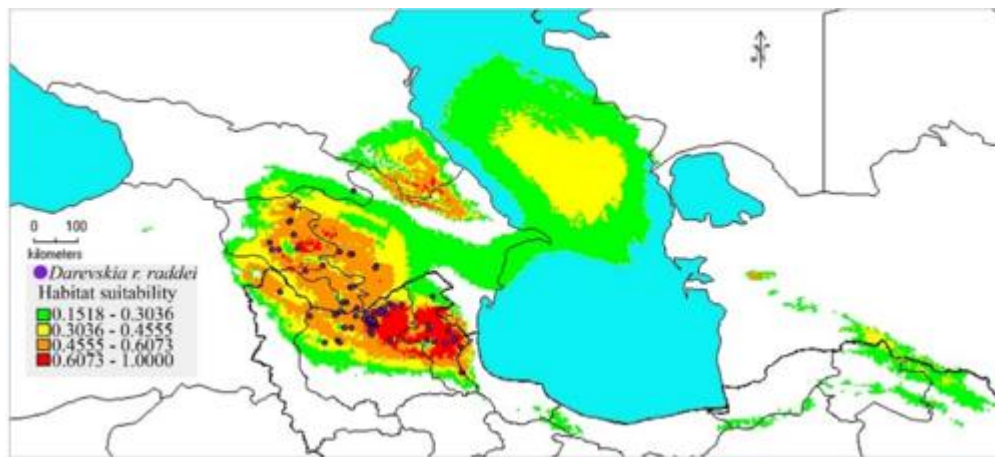 0 100
kilometers
Darevskia r. raddei
Habitat suitability
0.1518 - 0.3036
0.3036 - 0.4555
0.4555 - 0.6073
0.6073 - 1.0000